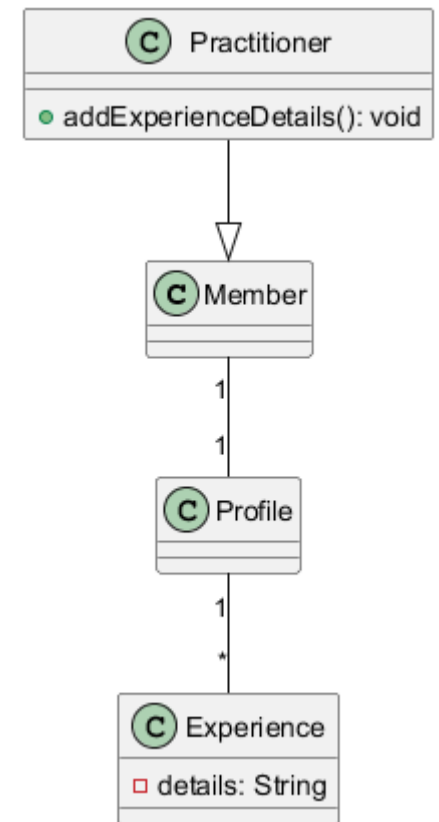 C Practitioner
addExperienceDetails(): void
C Member
1
1
C Profile
1
*
C Experience
details: String